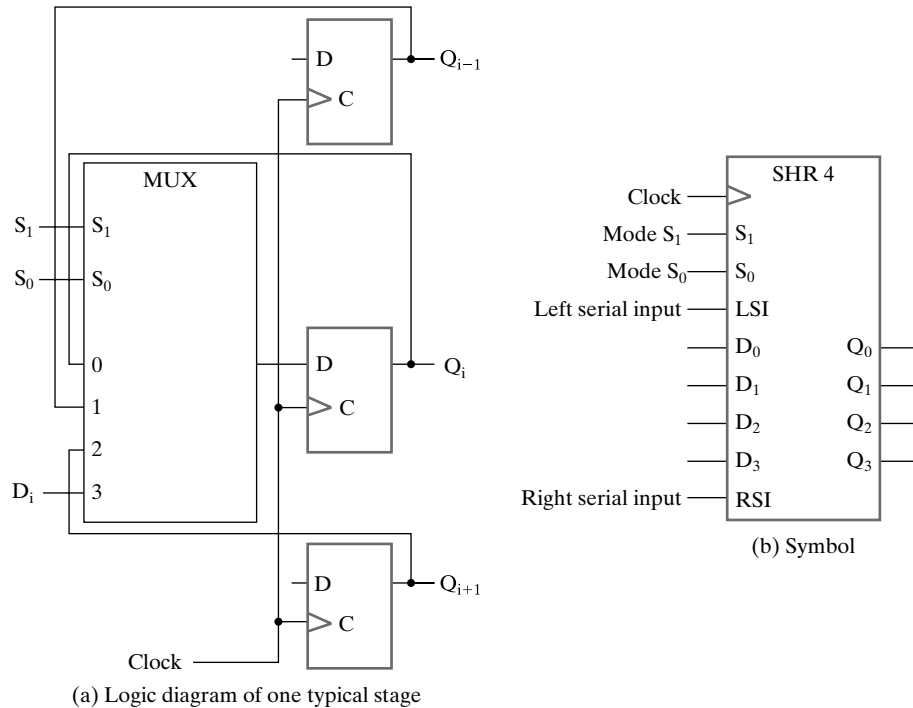 D
Q_{i−1}
C
MUX
S_1
S_1
S_0
S_0
0
D
Q_i
1
C
2
D_i
3
D
Q_{i+1}
C
Clock
(a) Logic diagram of one typical stage
SHR 4
Clock
Mode S_1
S_1
Mode S_0
S_0
Left serial input
LSI
D_0
Q_0
D_1
Q_1
D_2
Q_2
D_3
Q_3
Right serial input
RSI
(b) Symbol